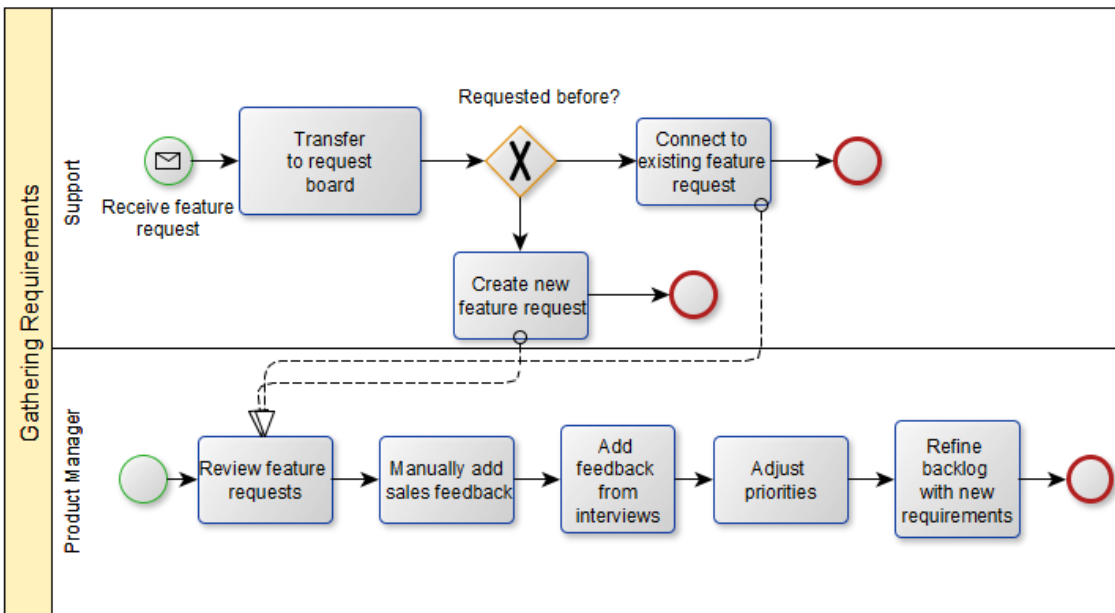 Gathering Requirements
Support
Receive feature
request
Transfer
to request
board
Requested before?
Connect to
existing feature
request
Create new
feature request
Product Manager
Review feature
requests
Manually add
sales feedback
Add
feedback
from
interviews
Adjust
priorities
Refine
backlog
with new
requirements